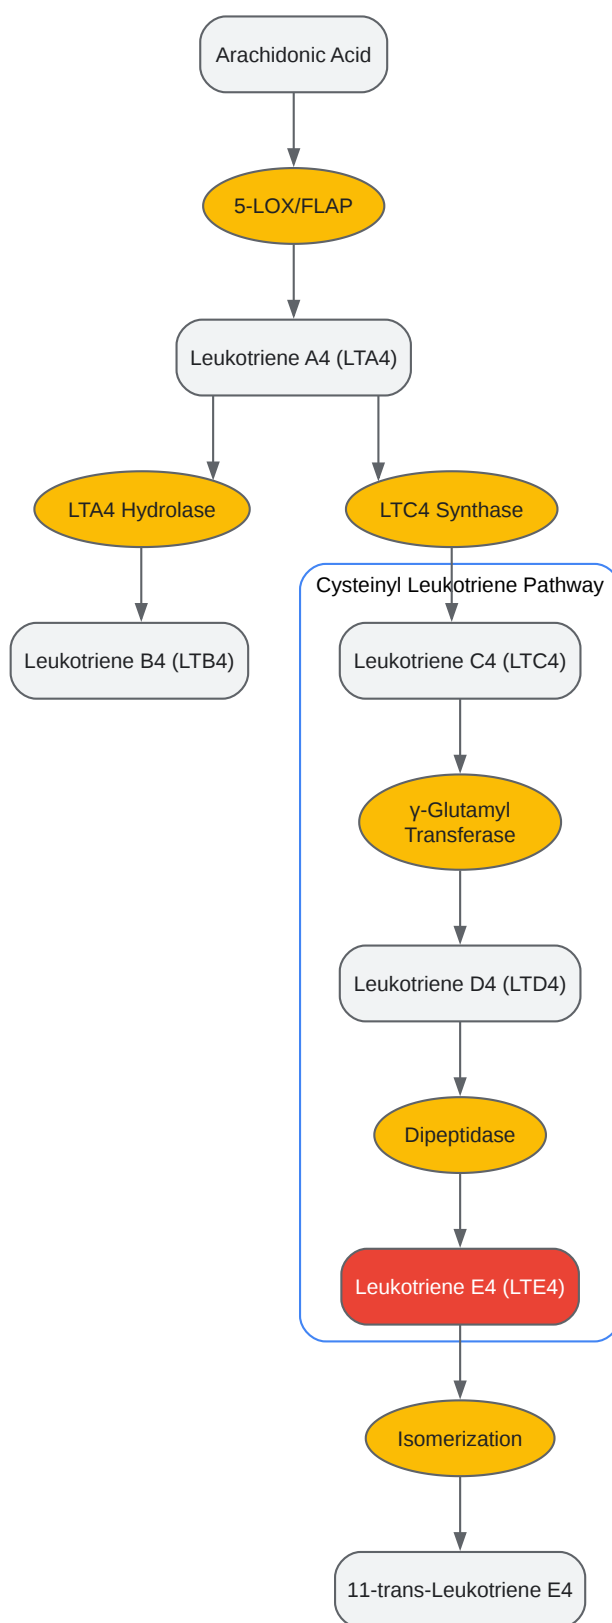 Arachidonic Acid
5-LOX/FLAP
Leukotriene A4 (LTA4)
LTA4 Hydrolase
LTC4 Synthase
Cysteinyl Leukotriene Pathway
Leukotriene B4 (LTB4)
Leukotriene C4 (LTC4)
γ-Glutamyl
Transferase
Leukotriene D4 (LTD4)
Dipeptidase
Leukotriene E4 (LTE4)
Isomerization
11-trans-Leukotriene E4